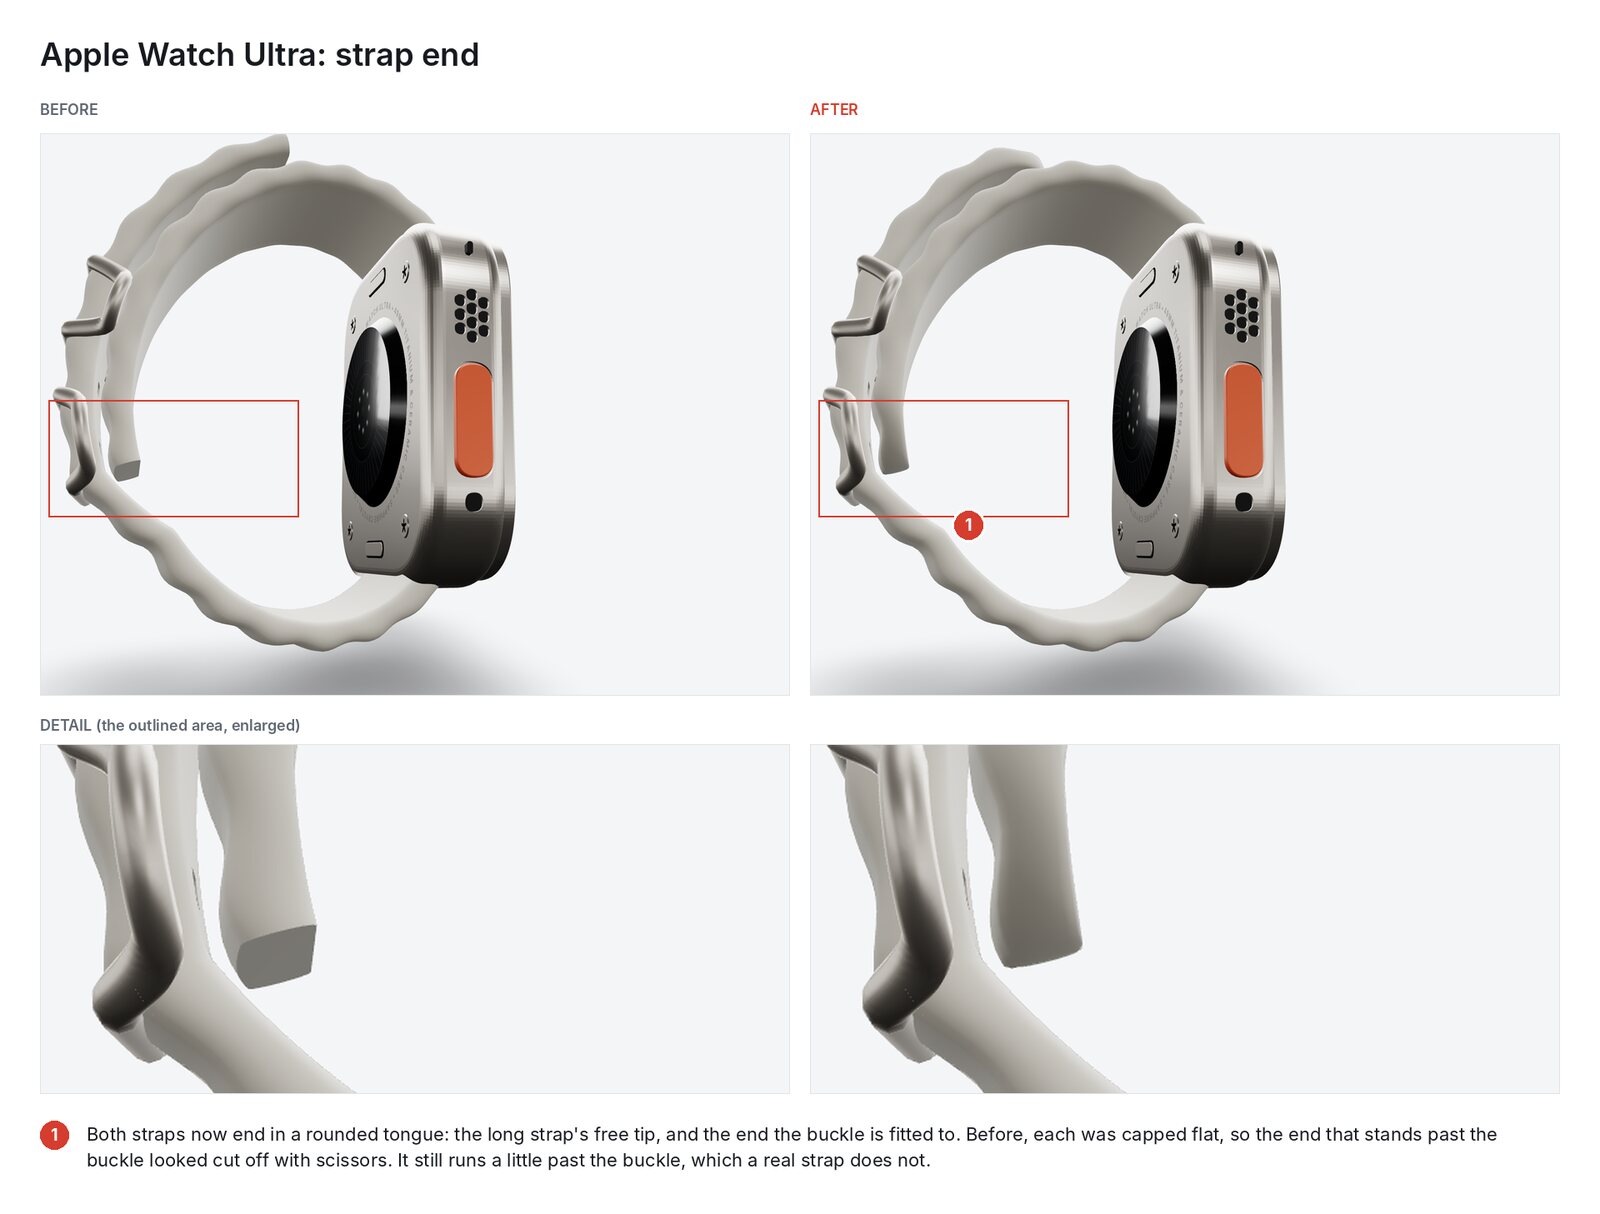 Apple Watch Ultra: strap end
BEFORE
AFTER
1
DETAIL (the outlined area, enlarged)
1
Both straps now end in a rounded tongue: the long strap's free tip, and the end the buckle is fitted to. Before, each was capped flat, so the end that stands past the
buckle looked cut off with scissors. It still runs a little past the buckle, which a real strap does not.